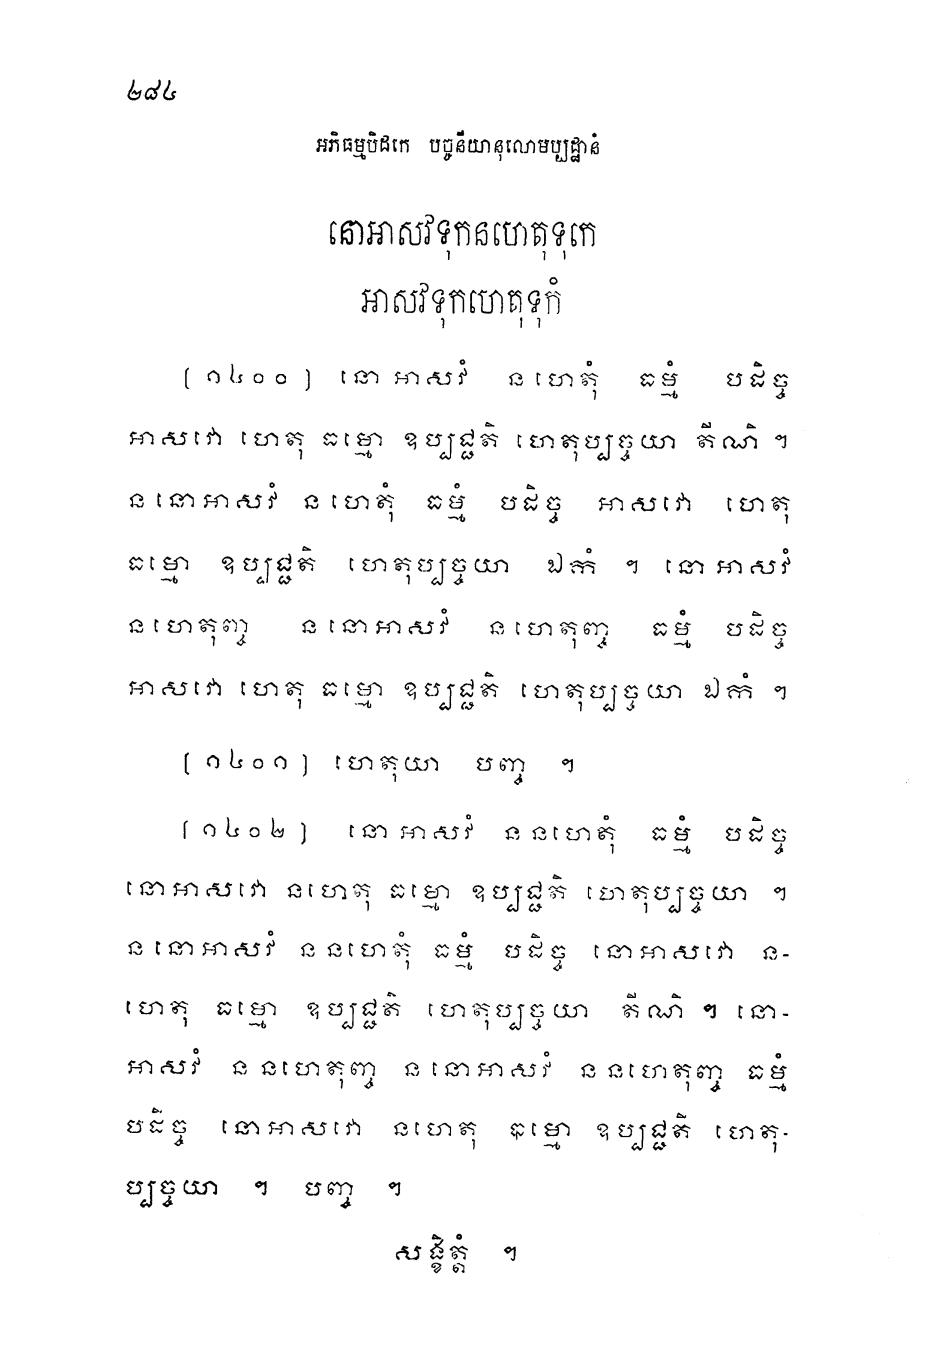 ២៨៤
អភិធម្មបិដកេ បច្ចនីយានុលោមប្បដ្ឋានំ
នោអាសវទុកនហេតុទុកេ
អាសវទុកហេតុទុកំ
(១៤០០) នោអាសវំ នហេតុំ ធម្មំ បដិច្ច
អាសវោ ហេតុ ធម្មោ ឧប្បជ្ជតិ ហេតុប្បច្ចយា តីណិ ។
ននោអាសវំ នហេតុំ ធម្មំ បដិច្ច អាសវោ ហេតុ
ធម្មោ ឧប្បជ្ជតិ ហេតុប្បច្ចយា ឯកំ ។ នោអាសវំ
នហេតុញ្ច ននោអាសវំ នហេតុញ្ច ធម្មំ បដិច្ច
អាសវោ ហេតុ ធម្មោ ឧប្បជ្ជតិ ហេតុប្បច្ចយា ឯកំ ។
(១៤០១) ហេតុយា បញ្ច ។
(១៤០២) នោអាសវំ ននហេតុំ ធម្មំ បដិច្ច
នោអាសវោ នហេតុ ធម្មោ ឧប្បជ្ជតិ ហេតុប្បច្ចយា ។
ននោអាសវំ ននហេតុំ ធម្មំ បដិច្ច នោអាសវោ ន-
ហេតុ ធម្មោ ឧប្បជ្ជតិ ហេតុប្បច្ចយា តីណិ ។ នោ-
អាសវំ ននហេតុញ្ច ននោអាសវំ ននហេតុញ្ច ធម្មំ
បដិច្ច នោអាសវោ នហេតុ ធម្មោ ឧប្បជ្ជតិ ហេតុ-
ប្បច្ចយា ។ បញ្ច ។
សង្ខិត្តំ ។